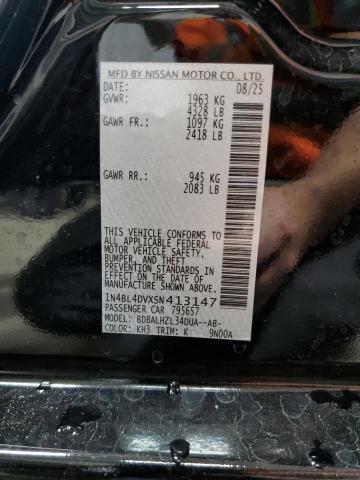 MFD BY NISSAN MOTOR CO., LTD.
DATE: 08/25
GVWR: 1963 KG
4328 LB
GAWR FR.: 1097 KG
2418 LB
GAWR RR.: 945 KG
2083 LB
THIS VEHICLE CONFORMS TO
ALL APPLICABLE FEDERAL
MOTOR VEHICLE SAFETY,
BUMPER, AND THEFT
PREVENTION STANDARDS IN
EFFECT ON THE DATE OF
MANUFACTURE SHOWN ABOVE.
1N4BL4DVXSN413147
PASSENGER CAR 795657
MODEL: BDBALHZL34DUA--AB-
COLOR: KH3 TRIM: K 9N00A